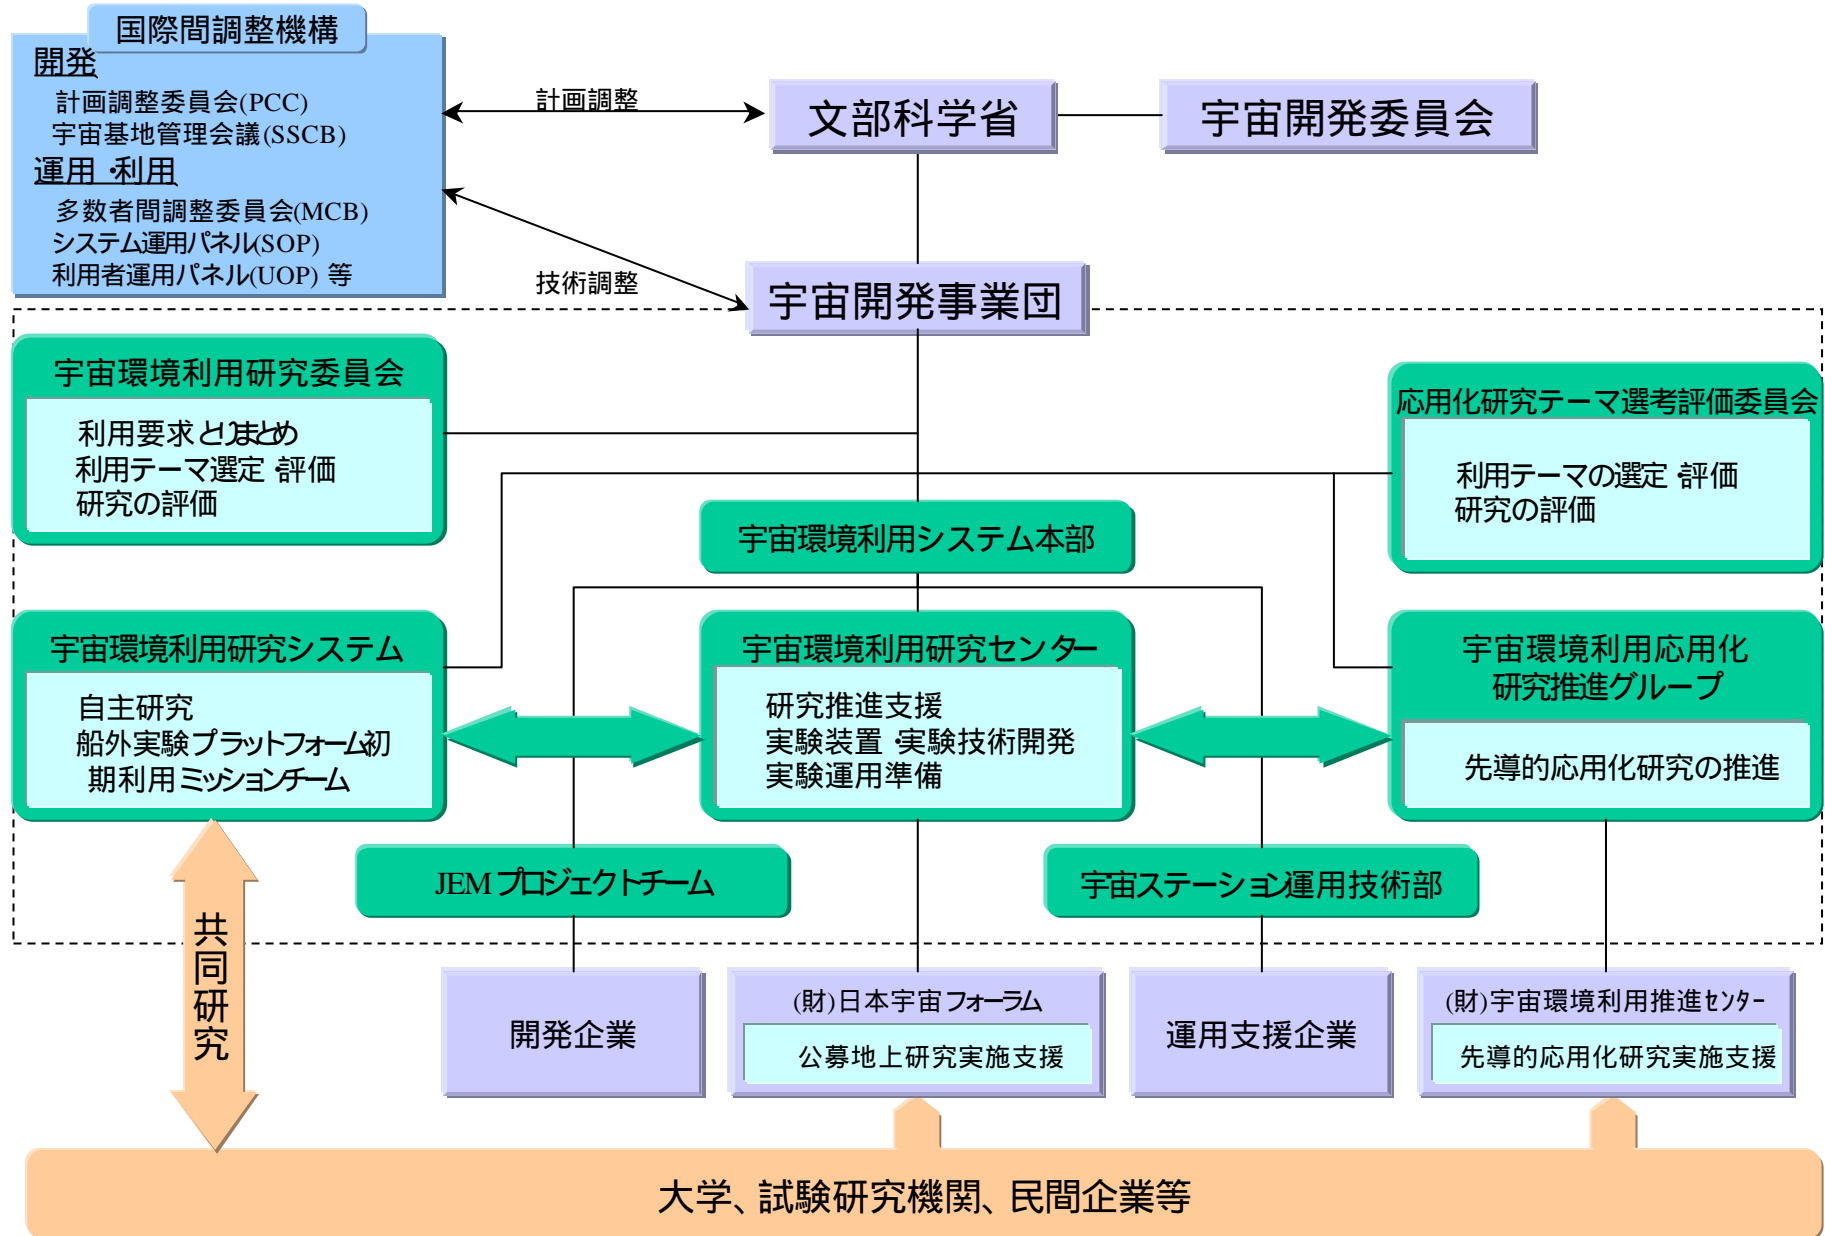 国際間調整機構
開発
計画調整委員会(PCC)
宇宙基地管理会議(SSCB)
運用・利用
多数者間調整委員会(MCB)
システム運用パネル(SOP)
利用者運用パネル(UOP) 等
計画調整
文部科学省
宇宙開発委員会
技術調整
宇宙開発事業団
宇宙環境利用研究委員会
利用要求とりまとめ
利用テーマ選定・評価
研究の評価
応用化研究テーマ選考評価委員会
利用テーマの選定・評価
研究の評価
宇宙環境利用システム本部
宇宙環境利用研究システム
自主研究
船外実験プラットフォーム初
期利用ミッションチーム
宇宙環境利用研究センター
研究推進支援
実験装置・実験技術開発
実験運用準備
宇宙環境利用応用化
研究推進グループ
先導的応用化研究の推進
JEMプロジェクトチーム
宇宙ステーション運用技術部
共同研究
開発企業
(財)日本宇宙フォーラム
公募地上研究実施支援
運用支援企業
(財)宇宙環境利用推進センター
先導的応用化研究実施支援
大学、試験研究機関、民間企業等